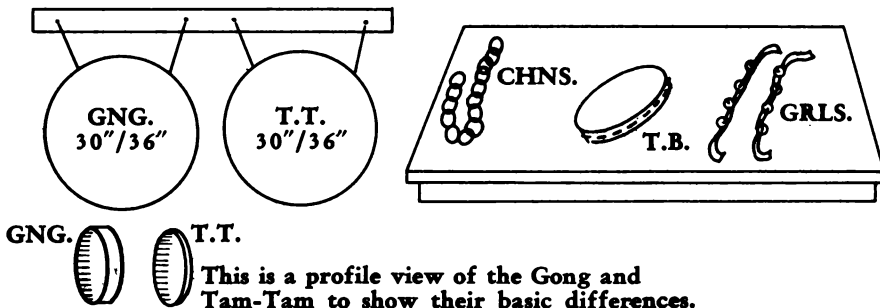 GNG.
30"/36"
T.T.
30"/36"
CHNS.
T.B.
GRLS.
GNG.
T.T.
This is a profile view of the Gong and
Tam-Tam to show their basic differences.